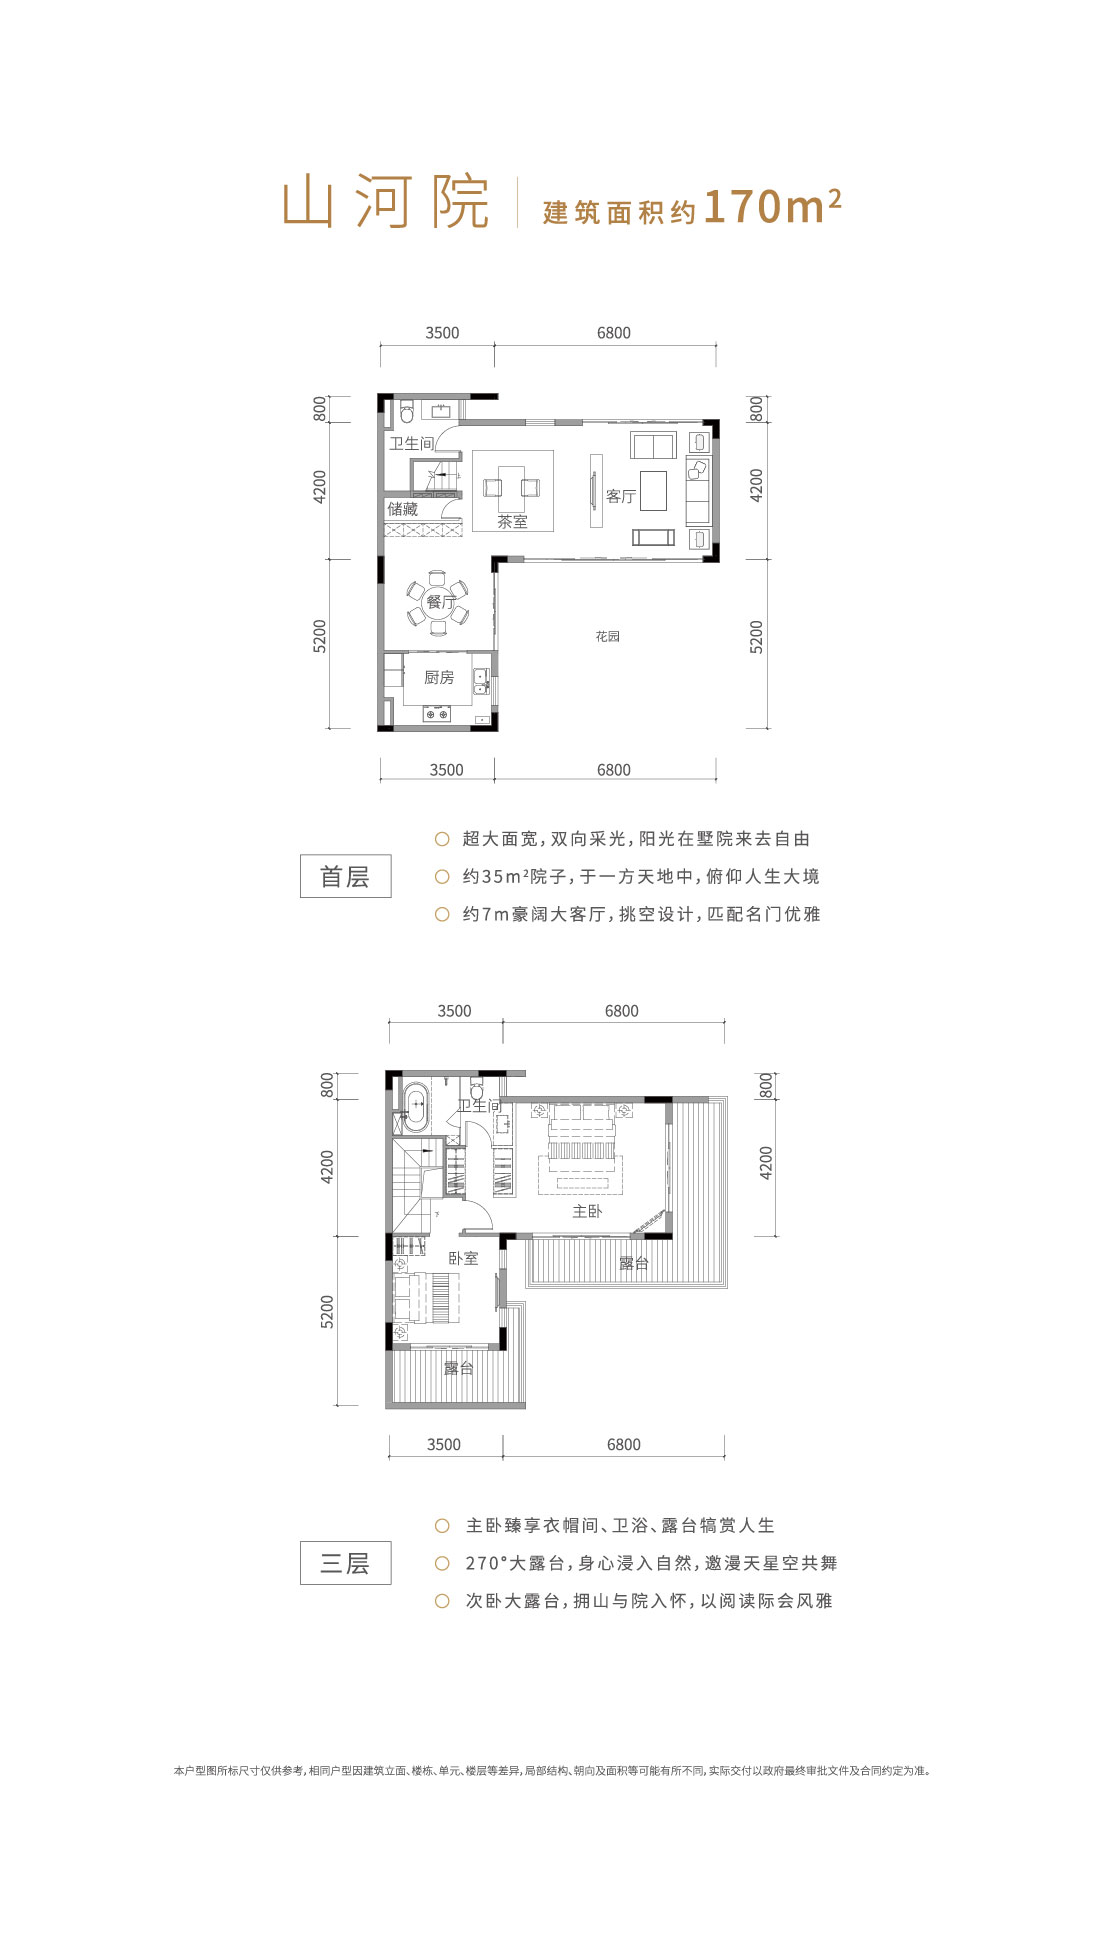 山河院 建筑面积约170m²
3500 6800
800 800
卫生间
4200 客厅 4200
储藏 茶室
餐厅
5200 花园 5200
厨房
3500 6800
首层
超大面宽，双向采光，阳光在墅院来去自由
约35m²院子，于一方天地中，俯仰人生大境
约7m豪阔大客厅，挑空设计，匹配名门优雅
3500 6800
800 800
卫生间
4200 4200
主卧
下
卧室 露台
5200
露台
3500 6800
三层
主卧臻享衣帽间、卫浴、露台犒赏人生
270°大露台，身心浸入自然，邀漫天星空共舞
次卧大露台，拥山与院入怀，以阅读际会风雅
本户型图所标尺寸仅供参考，相同户型因建筑立面、楼栋、单元、楼层等差异，局部结构、朝向及面积等可能有所不同，实际交付以政府最终审批文件及合同约定为准。